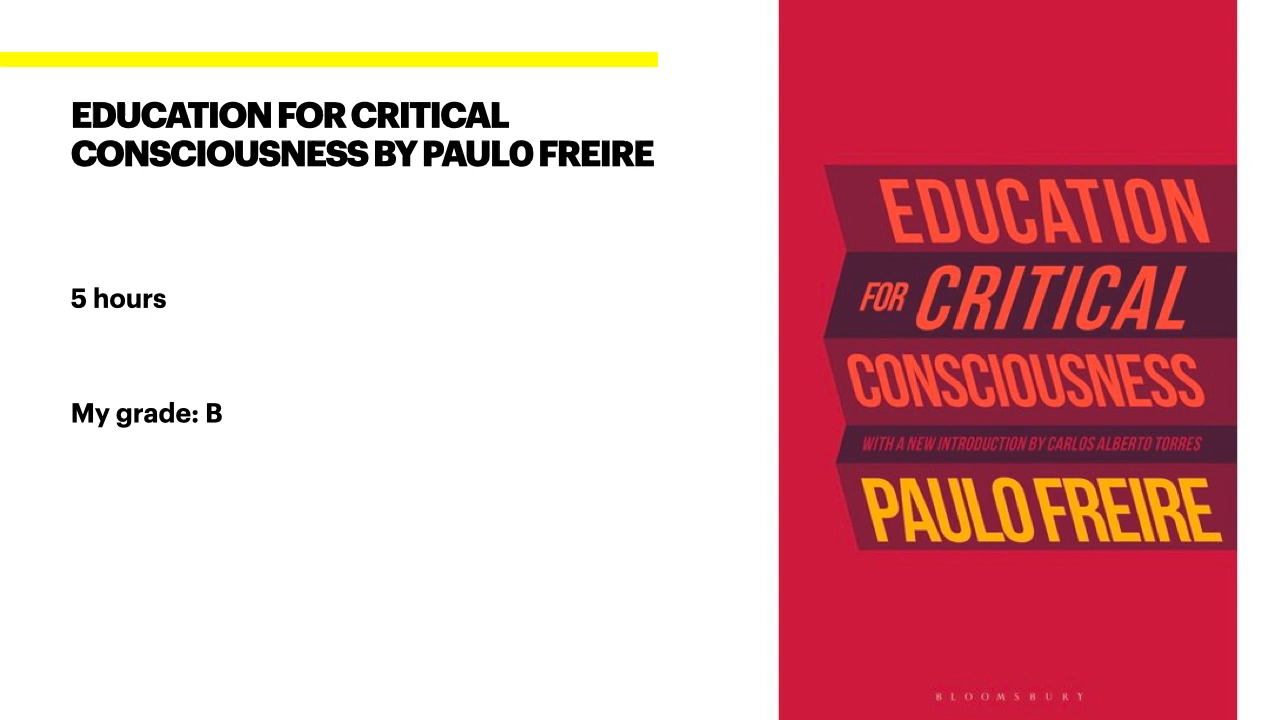 EDUCATION FOR CRITICAL
CONSCIOUSNESS BY PAUL0 FREIRE
5 hours
My grade: B
EDUCATION
FOR CRITICAL
CONSCIOUSNESS
WITH A NEW INTRODUCTION BY CARLOS ALBERTO TORRES
PAULO FREIRE
BLOOMSBURY